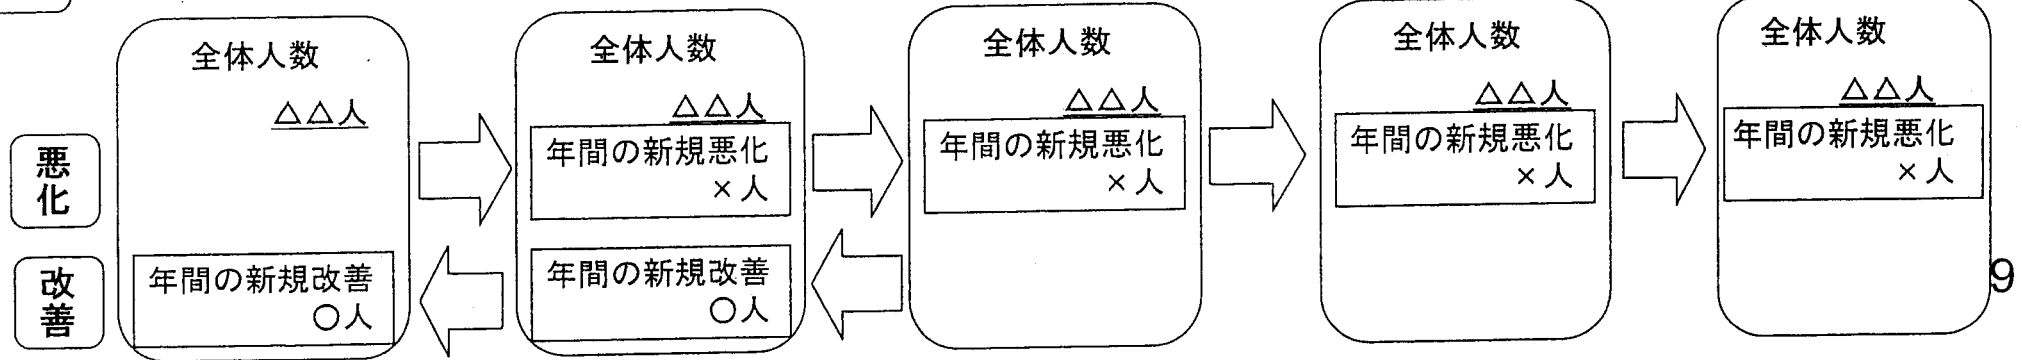 全体人数
△△人
全体人数
△△人
全体人数
△△人
全体人数
△△人
全体人数
△△人
悪化
年間の新規悪化
×人
年間の新規悪化
×人
年間の新規悪化
×人
年間の新規悪化
×人
改善
年間の新規改善
〇人
年間の新規改善
〇人
9